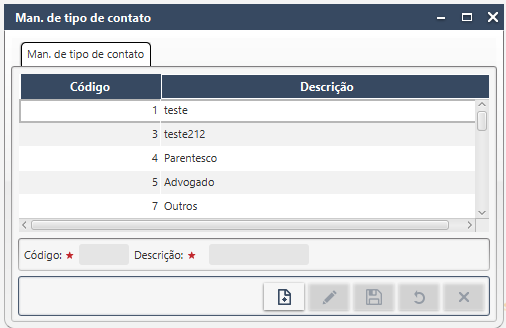 Man. de tipo de contato
Man. de tipo de contato
Código Descrição
1 teste
3 teste212
4 Parentesco
5 Advogado
7 Outros
Código: * Descrição: *